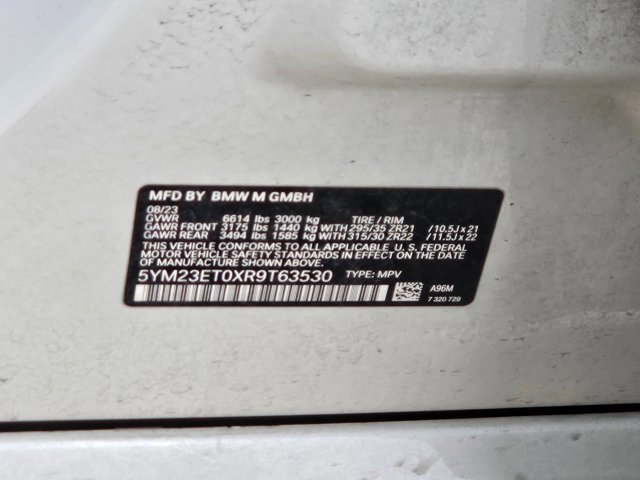 MFD BY BMW M GMBH
08/23
GVWR 6614 lbs 3000 kg TIRE / RIM
GAWR FRONT 3175 lbs 1440 kg WITH 295/35 ZR21 / 10.5J x 21
GAWR REAR 3494 lbs 1585 kg WITH 315/30 ZR22 / 11.5J x 22
THIS VEHICLE CONFORMS TO ALL APPLICABLE U. S. FEDERAL
MOTOR VEHICLE SAFETY STANDARDS IN EFFECT ON THE
DATE OF MANUFACTURE SHOWN ABOVE.
5YM23ET0XR9T63530 TYPE: MPV
A96M
7 320 729